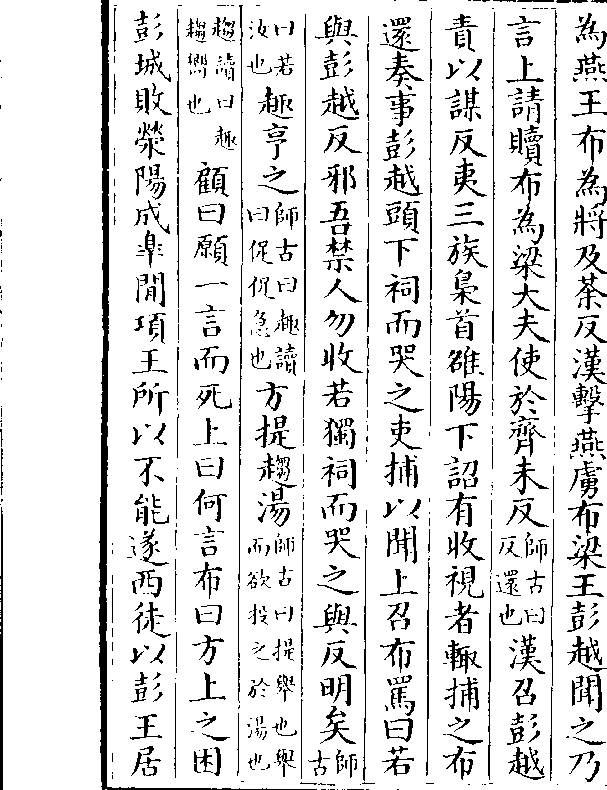 為燕王布為將及荼反漢擊燕虜布梁王彭越聞之乃
言上請贖布為梁大夫使於齊未反師古曰反還也漢召彭越
責以謀反夷三族梟首雒陽下詔有收視者輒捕之布
還奏事彭越頭下祠而哭之吏捕以聞上召布罵曰若
與彭越反邪吾禁人勿收若獨祠而哭之與反明矣師古
曰若汝也趣亨之師古曰趣讀曰促促急也方提趨湯師古曰提舉也舉而欲投之於湯也
趨讀曰趣趨嚮也顧曰願一言而死上曰何言布曰方上之困
彭城敗滎陽成臯閒項王所以不能遂西徒以彭王居